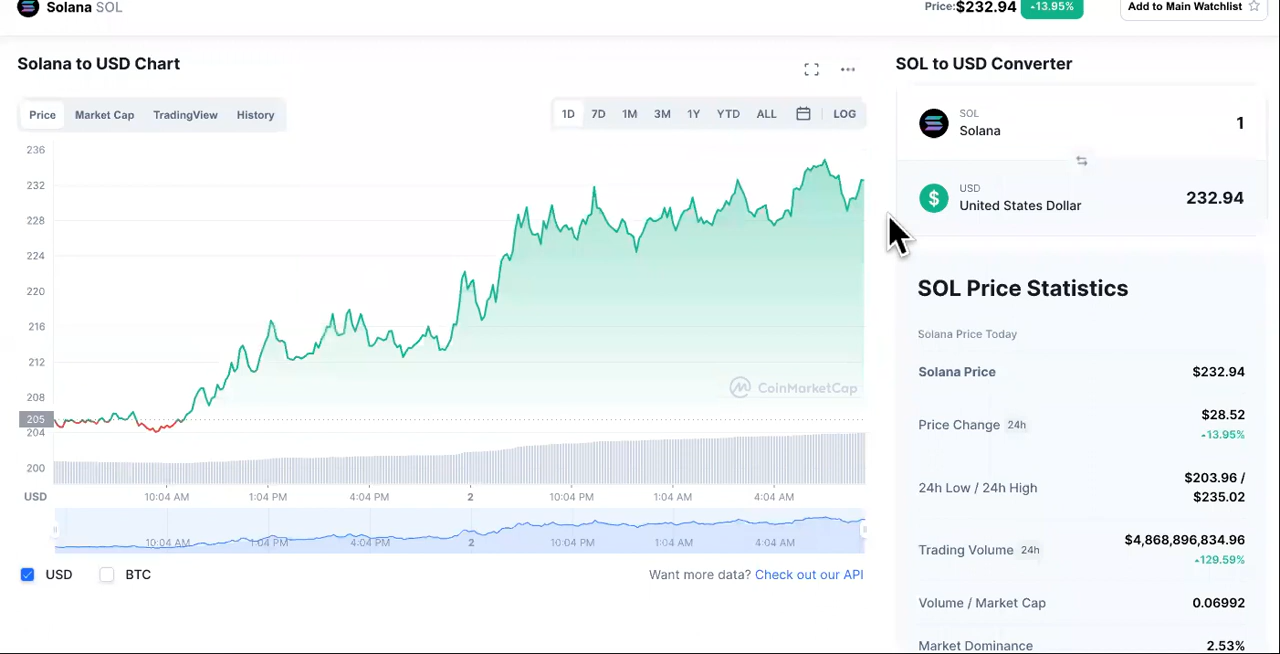 Solana SOL
Price:$232.94 13.95%
Add to Main Watchlist
Solana to USD Chart
Price Market Cap TradingView History
1D 7D 1M 3M 1Y YTD ALL LOG
236
232
228
224
220
216
212
208
205
204
200
CoinMarketCap
USD 10:04 AM 1:04 PM 4:04 PM 2 10:04 PM 1:04 AM 4:04 AM
10:04 AM 1:04 PM 4:04 PM 2 10:04 PM 1:04 AM 4:04 AM
USD BTC
Want more data? Check out our API
SOL to USD Converter
SOL
Solana 1
USD
United States Dollar 232.94
SOL Price Statistics
Solana Price Today
Solana Price $232.94
Price Change 24h $28.52
13.95%
24h Low / 24h High $203.96 /
$235.02
Trading Volume 24h $4,868,896,834.96
129.59%
Volume / Market Cap 0.06992
Market Dominance 2.53%